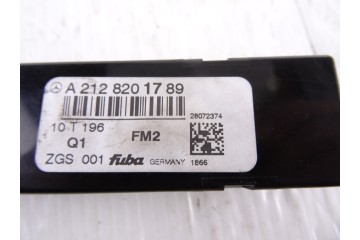 A 212 820 17 89
28072374
10 T 196
Q1
FM2
ZGS 001 fuba GERMANY 1866